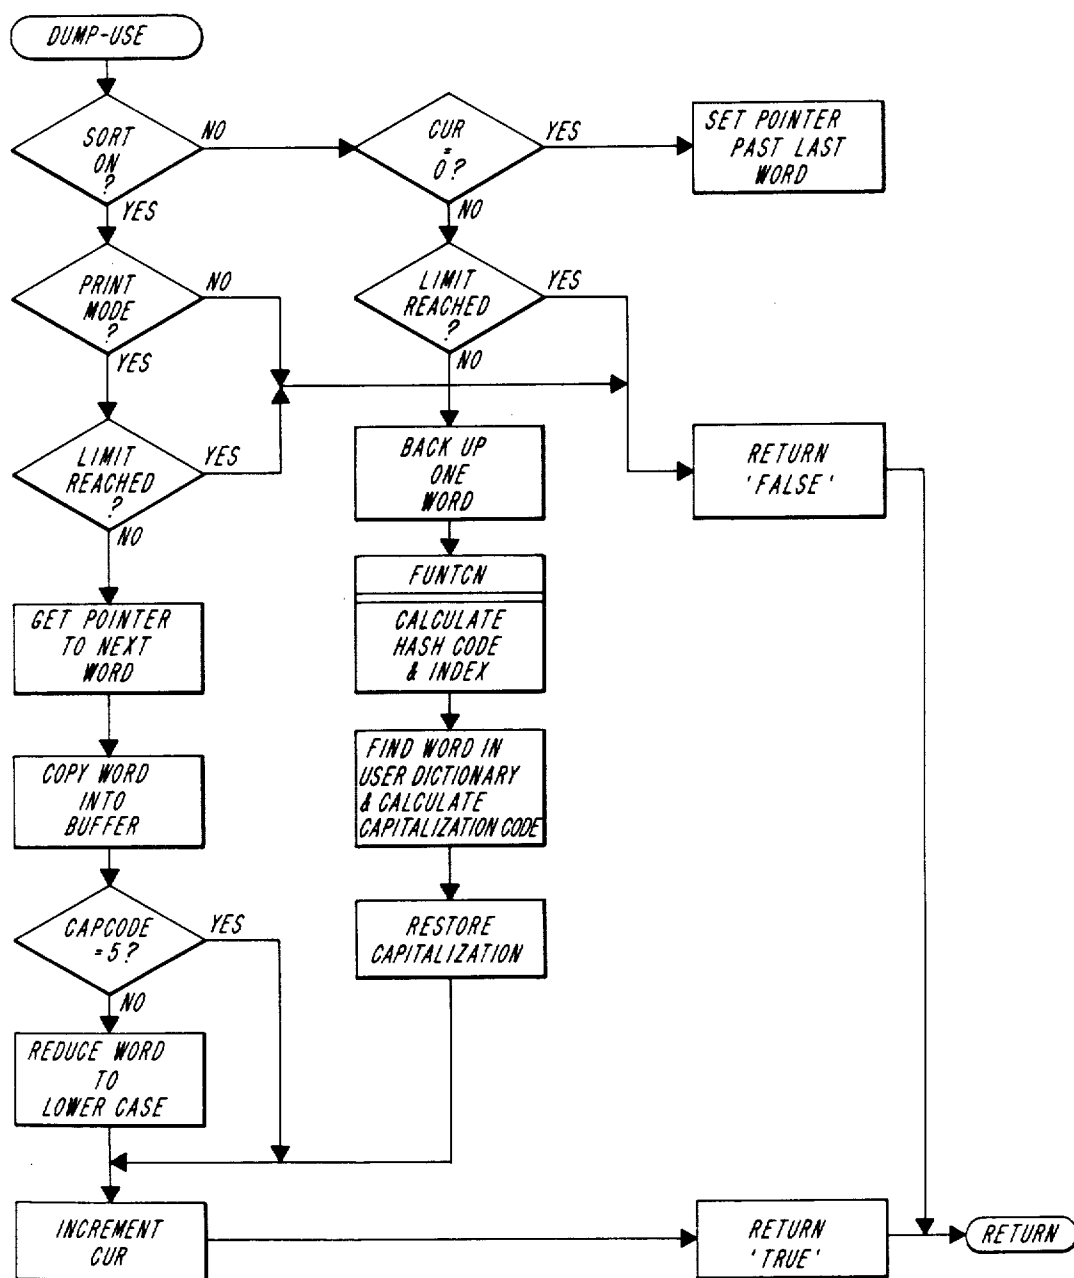 DUMP-USE
SORT
ON
?
NO
YES
CUR
=
0?
YES
NO
SET POINTER
PAST LAST
WORD
PRINT
MODE
?
NO
YES
LIMIT
REACHED
?
YES
NO
LIMIT
REACHED
?
YES
NO
BACK UP
ONE
WORD
RETURN
'FALSE'
FUNTCN
CALCULATE
HASH CODE
& INDEX
GET POINTER
TO NEXT
WORD
FIND WORD IN
USER DICTIONARY
& CALCULATE
CAPITALIZATION CODE
COPY WORD
INTO
BUFFER
CAPCODE
=5?
YES
NO
RESTORE
CAPITALIZATION
REDUCE WORD
TO
LOWER CASE
INCREMENT
CUR
RETURN
'TRUE'
RETURN